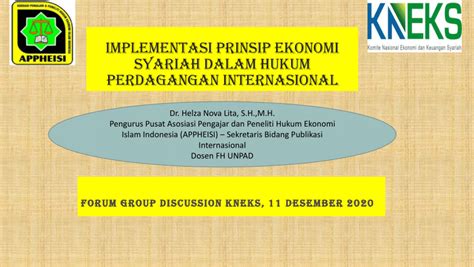 KNEKS
Komite Nasional Ekonomi dan Keuangan Syariah
APPHEISI
IMPLEMENTASI PRINSIP EKONOMI
SYARIAH DALAM HUKUM
PERDAGANGAN INTERNASIONAL
Dr. Helza Nova Lita, S.H.,M.H.
Pengurus Pusat Asosiasi Pengajar dan Peneliti Hukum Ekonomi
Islam Indonesia (APPHEISI) – Sekretaris Bidang Publikasi
Internasional
Dosen FH UNPAD
FORUM GROUP DISCUSSION KNEKS, 11 DESEMBER 2020